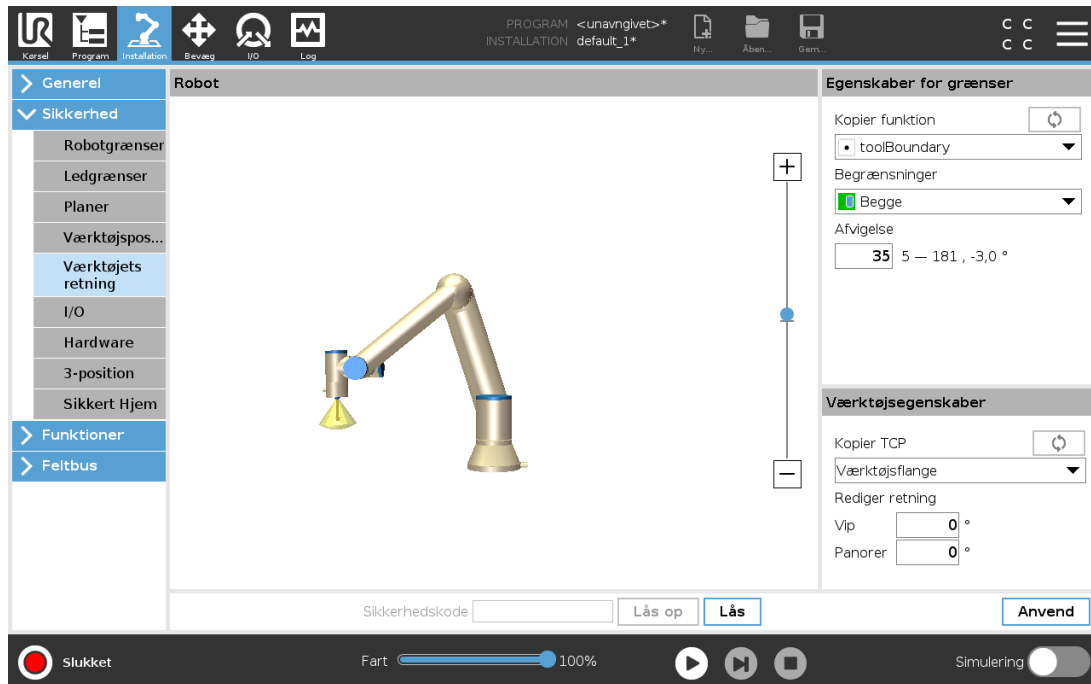 PROGRAM <unavngivet>*
INSTALLATION default_1*
Ny...
Åben...
Gem...
C C
C C
Kørsel
Program
Installation
Bevæg
I/O
Log
Generel
Sikkerhed
Robotgrænser
Ledgrænser
Planer
Værktøjspos...
Værktøjets
retning
I/O
Hardware
3-position
Sikkert Hjem
Funktioner
Feltbus
Robot
Egenskaber for grænser
Kopier funktion
toolBoundary
Begrænsninger
Begge
Afvigelse
35 5 — 181 , -3,0 °
Værktøjsegenskaber
Kopier TCP
Værktøjsflange
Rediger retning
Vip 0 °
Panorer 0 °
Sikkerhedskode Lås op Lås
Anvend
Slukket
Fart 100%
Simulering